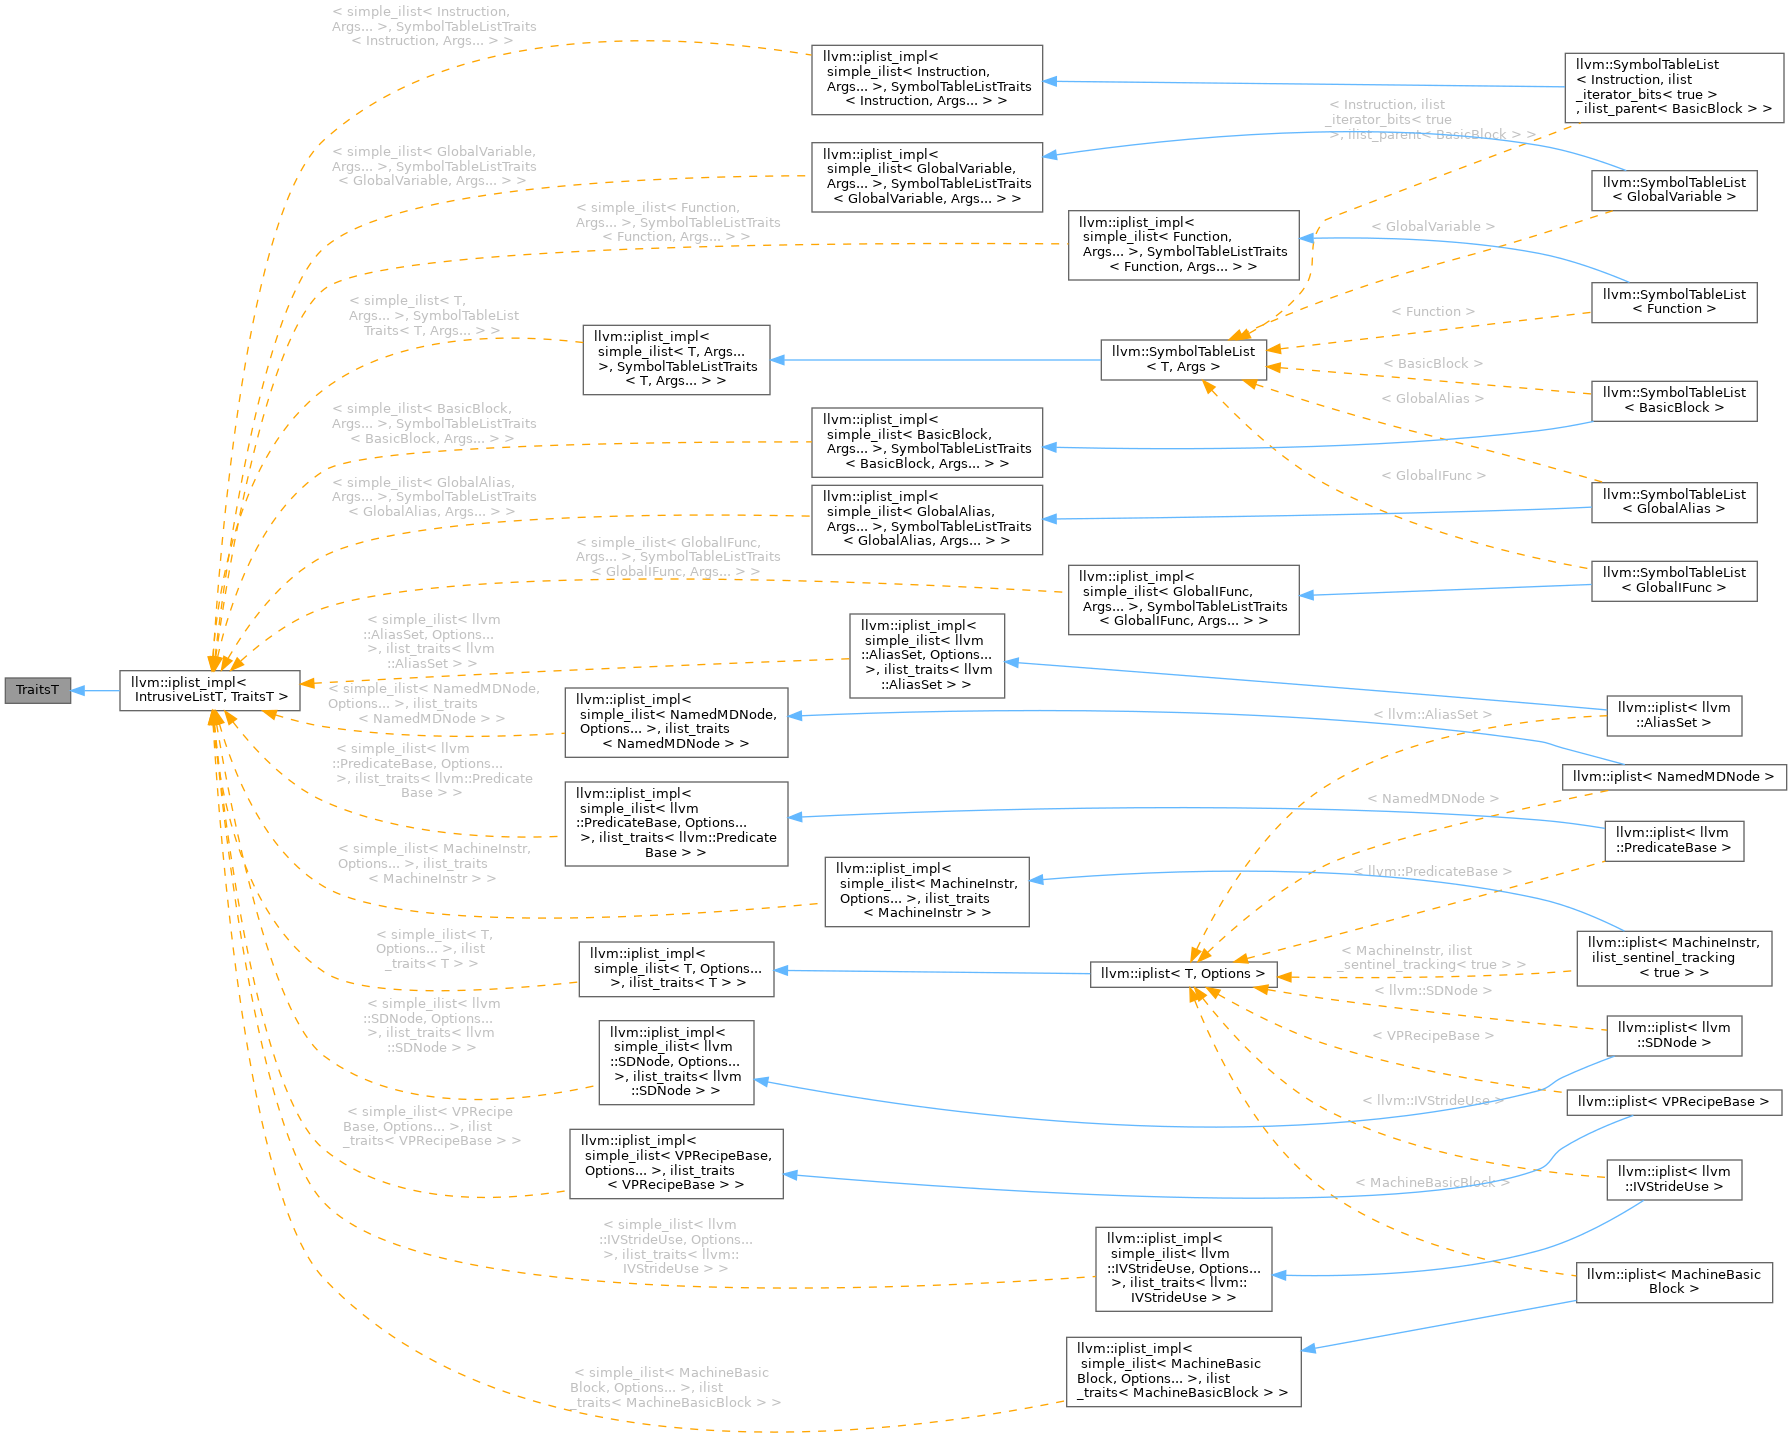 TraitsT
llvm::iplist_impl<
IntrusiveListT, TraitsT >
< simple_ilist< Instruction,
Args... >, SymbolTableListTraits
< Instruction, Args... > >
< simple_ilist< GlobalVariable,
Args... >, SymbolTableListTraits
< GlobalVariable, Args... > >
< simple_ilist< Function,
Args... >, SymbolTableListTraits
< Function, Args... > >
< simple_ilist< T,
Args... >, SymbolTableList
Traits< T, Args... > >
< simple_ilist< BasicBlock,
Args... >, SymbolTableListTraits
< BasicBlock, Args... > >
< simple_ilist< GlobalAlias,
Args... >, SymbolTableListTraits
< GlobalAlias, Args... > >
< simple_ilist< GlobalIFunc,
Args... >, SymbolTableListTraits
< GlobalIFunc, Args... > >
< simple_ilist< llvm
::AliasSet, Options...
>, ilist_traits< llvm
::AliasSet > >
< simple_ilist< NamedMDNode,
Options... >, ilist_traits
< NamedMDNode > >
< simple_ilist< llvm
::PredicateBase, Options...
>, ilist_traits< llvm::Predicate
Base > >
< simple_ilist< MachineInstr,
Options... >, ilist_traits
< MachineInstr > >
< simple_ilist< T,
Options... >, ilist
_traits< T > >
< simple_ilist< llvm
::SDNode, Options...
>, ilist_traits< llvm
::SDNode > >
< simple_ilist< VPRecipe
Base, Options... >, ilist
_traits< VPRecipeBase > >
< simple_ilist< llvm
::IVStrideUse, Options...
>, ilist_traits< llvm::
IVStrideUse > >
< simple_ilist< MachineBasic
Block, Options... >, ilist
_traits< MachineBasicBlock > >
llvm::iplist_impl<
simple_ilist< Instruction,
Args... >, SymbolTableListTraits
< Instruction, Args... > >
llvm::iplist_impl<
simple_ilist< GlobalVariable,
Args... >, SymbolTableListTraits
< GlobalVariable, Args... > >
llvm::iplist_impl<
simple_ilist< Function,
Args... >, SymbolTableListTraits
< Function, Args... > >
llvm::iplist_impl<
simple_ilist< T, Args...
>, SymbolTableListTraits
< T, Args... > >
llvm::iplist_impl<
simple_ilist< BasicBlock,
Args... >, SymbolTableListTraits
< BasicBlock, Args... > >
llvm::iplist_impl<
simple_ilist< GlobalAlias,
Args... >, SymbolTableListTraits
< GlobalAlias, Args... > >
llvm::iplist_impl<
simple_ilist< GlobalIFunc,
Args... >, SymbolTableListTraits
< GlobalIFunc, Args... > >
llvm::iplist_impl<
simple_ilist< llvm
::AliasSet, Options...
>, ilist_traits< llvm
::AliasSet > >
llvm::iplist_impl<
simple_ilist< NamedMDNode,
Options... >, ilist_traits
< NamedMDNode > >
llvm::iplist_impl<
simple_ilist< llvm
::PredicateBase, Options...
>, ilist_traits< llvm::Predicate
Base > >
llvm::iplist_impl<
simple_ilist< MachineInstr,
Options... >, ilist_traits
< MachineInstr > >
llvm::iplist_impl<
simple_ilist< T, Options...
>, ilist_traits< T > >
llvm::iplist_impl<
simple_ilist< llvm
::SDNode, Options...
>, ilist_traits< llvm
::SDNode > >
llvm::iplist_impl<
simple_ilist< VPRecipeBase,
Options... >, ilist_traits
< VPRecipeBase > >
llvm::iplist_impl<
simple_ilist< llvm
::IVStrideUse, Options...
>, ilist_traits< llvm::
IVStrideUse > >
llvm::iplist_impl<
simple_ilist< MachineBasic
Block, Options... >, ilist
_traits< MachineBasicBlock > >
llvm::SymbolTableList
< T, Args >
llvm::iplist< T, Options >
< Instruction, ilist
_iterator_bits< true
>, ilist_parent< BasicBlock > >
< GlobalVariable >
< Function >
< BasicBlock >
< GlobalAlias >
< GlobalIFunc >
< llvm::AliasSet >
< NamedMDNode >
< llvm::PredicateBase >
< MachineInstr, ilist
_sentinel_tracking< true > >
< llvm::SDNode >
< VPRecipeBase >
< llvm::IVStrideUse >
< MachineBasicBlock >
llvm::SymbolTableList
< Instruction, ilist
_iterator_bits< true >
, ilist_parent< BasicBlock > >
llvm::SymbolTableList
< GlobalVariable >
llvm::SymbolTableList
< Function >
llvm::SymbolTableList
< BasicBlock >
llvm::SymbolTableList
< GlobalAlias >
llvm::SymbolTableList
< GlobalIFunc >
llvm::iplist< llvm
::AliasSet >
llvm::iplist< NamedMDNode >
llvm::iplist< llvm
::PredicateBase >
llvm::iplist< MachineInstr,
ilist_sentinel_tracking
< true > >
llvm::iplist< llvm
::SDNode >
llvm::iplist< VPRecipeBase >
llvm::iplist< llvm
::IVStrideUse >
llvm::iplist< MachineBasic
Block >